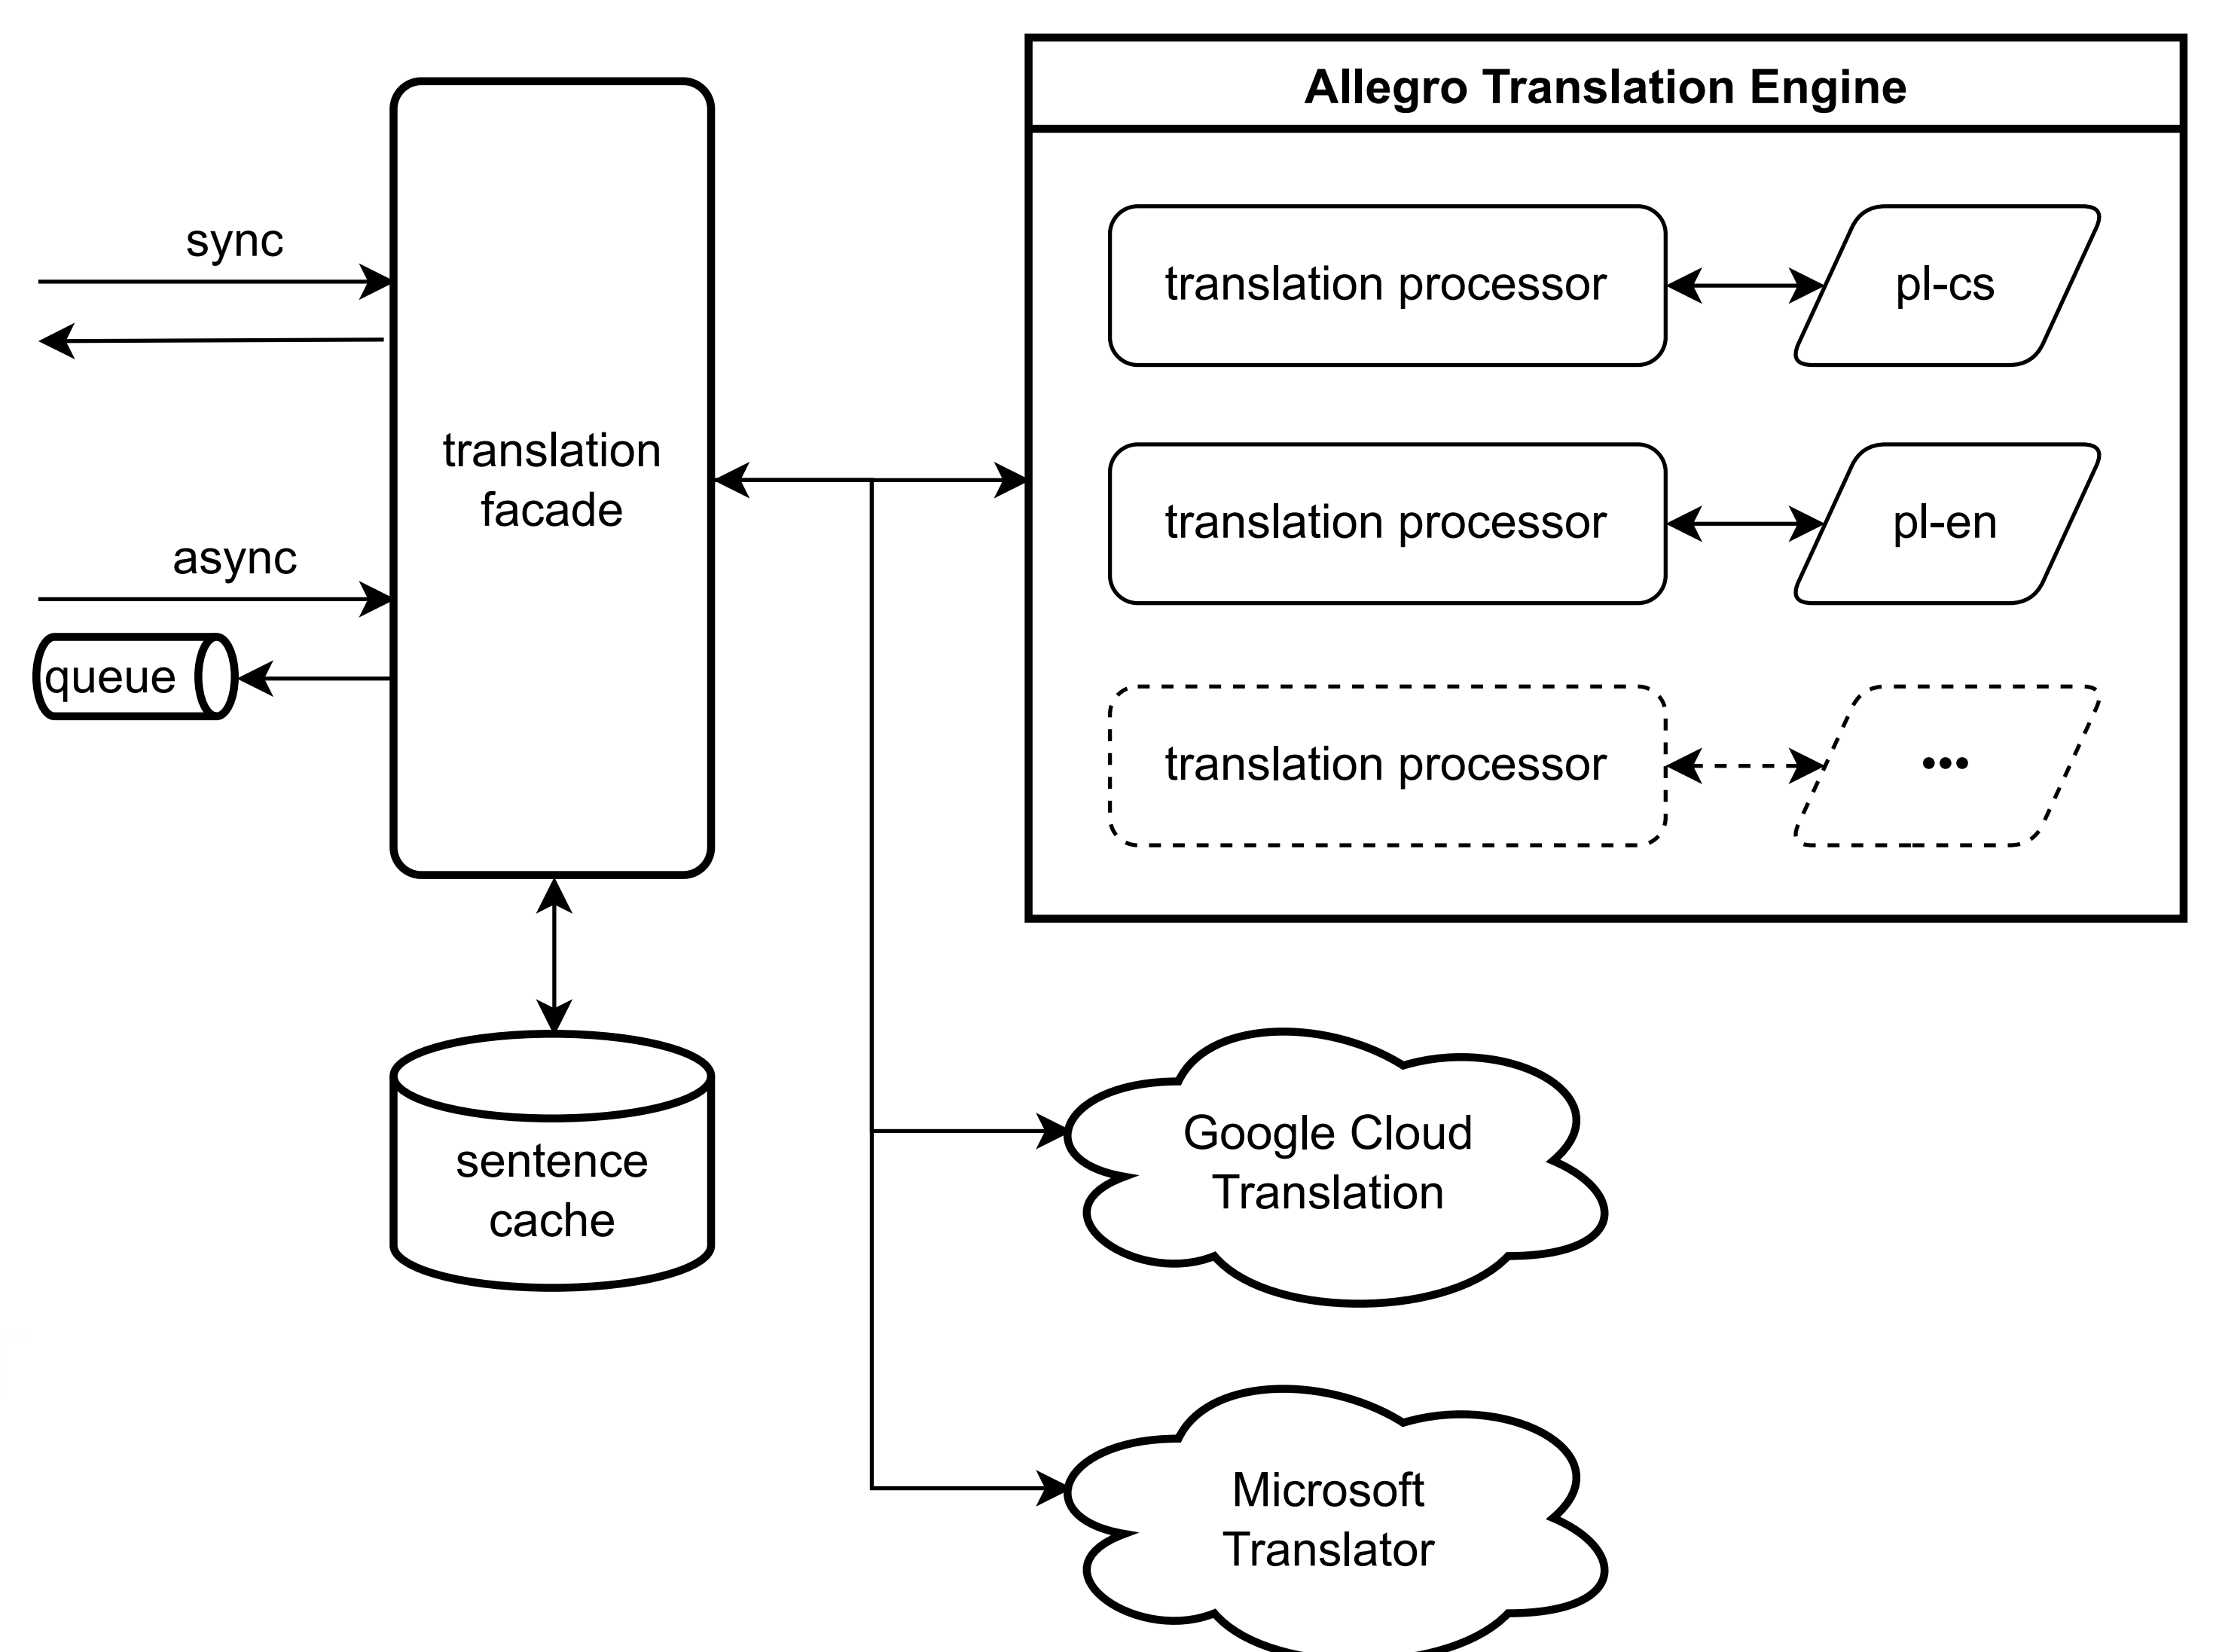 Allegro Translation Engine
sync
translation
facade
async
queue
sentence
cache
translation processor
pl-cs
translation processor
pl-en
translation processor
•••
Google Cloud
Translation
Microsoft
Translator